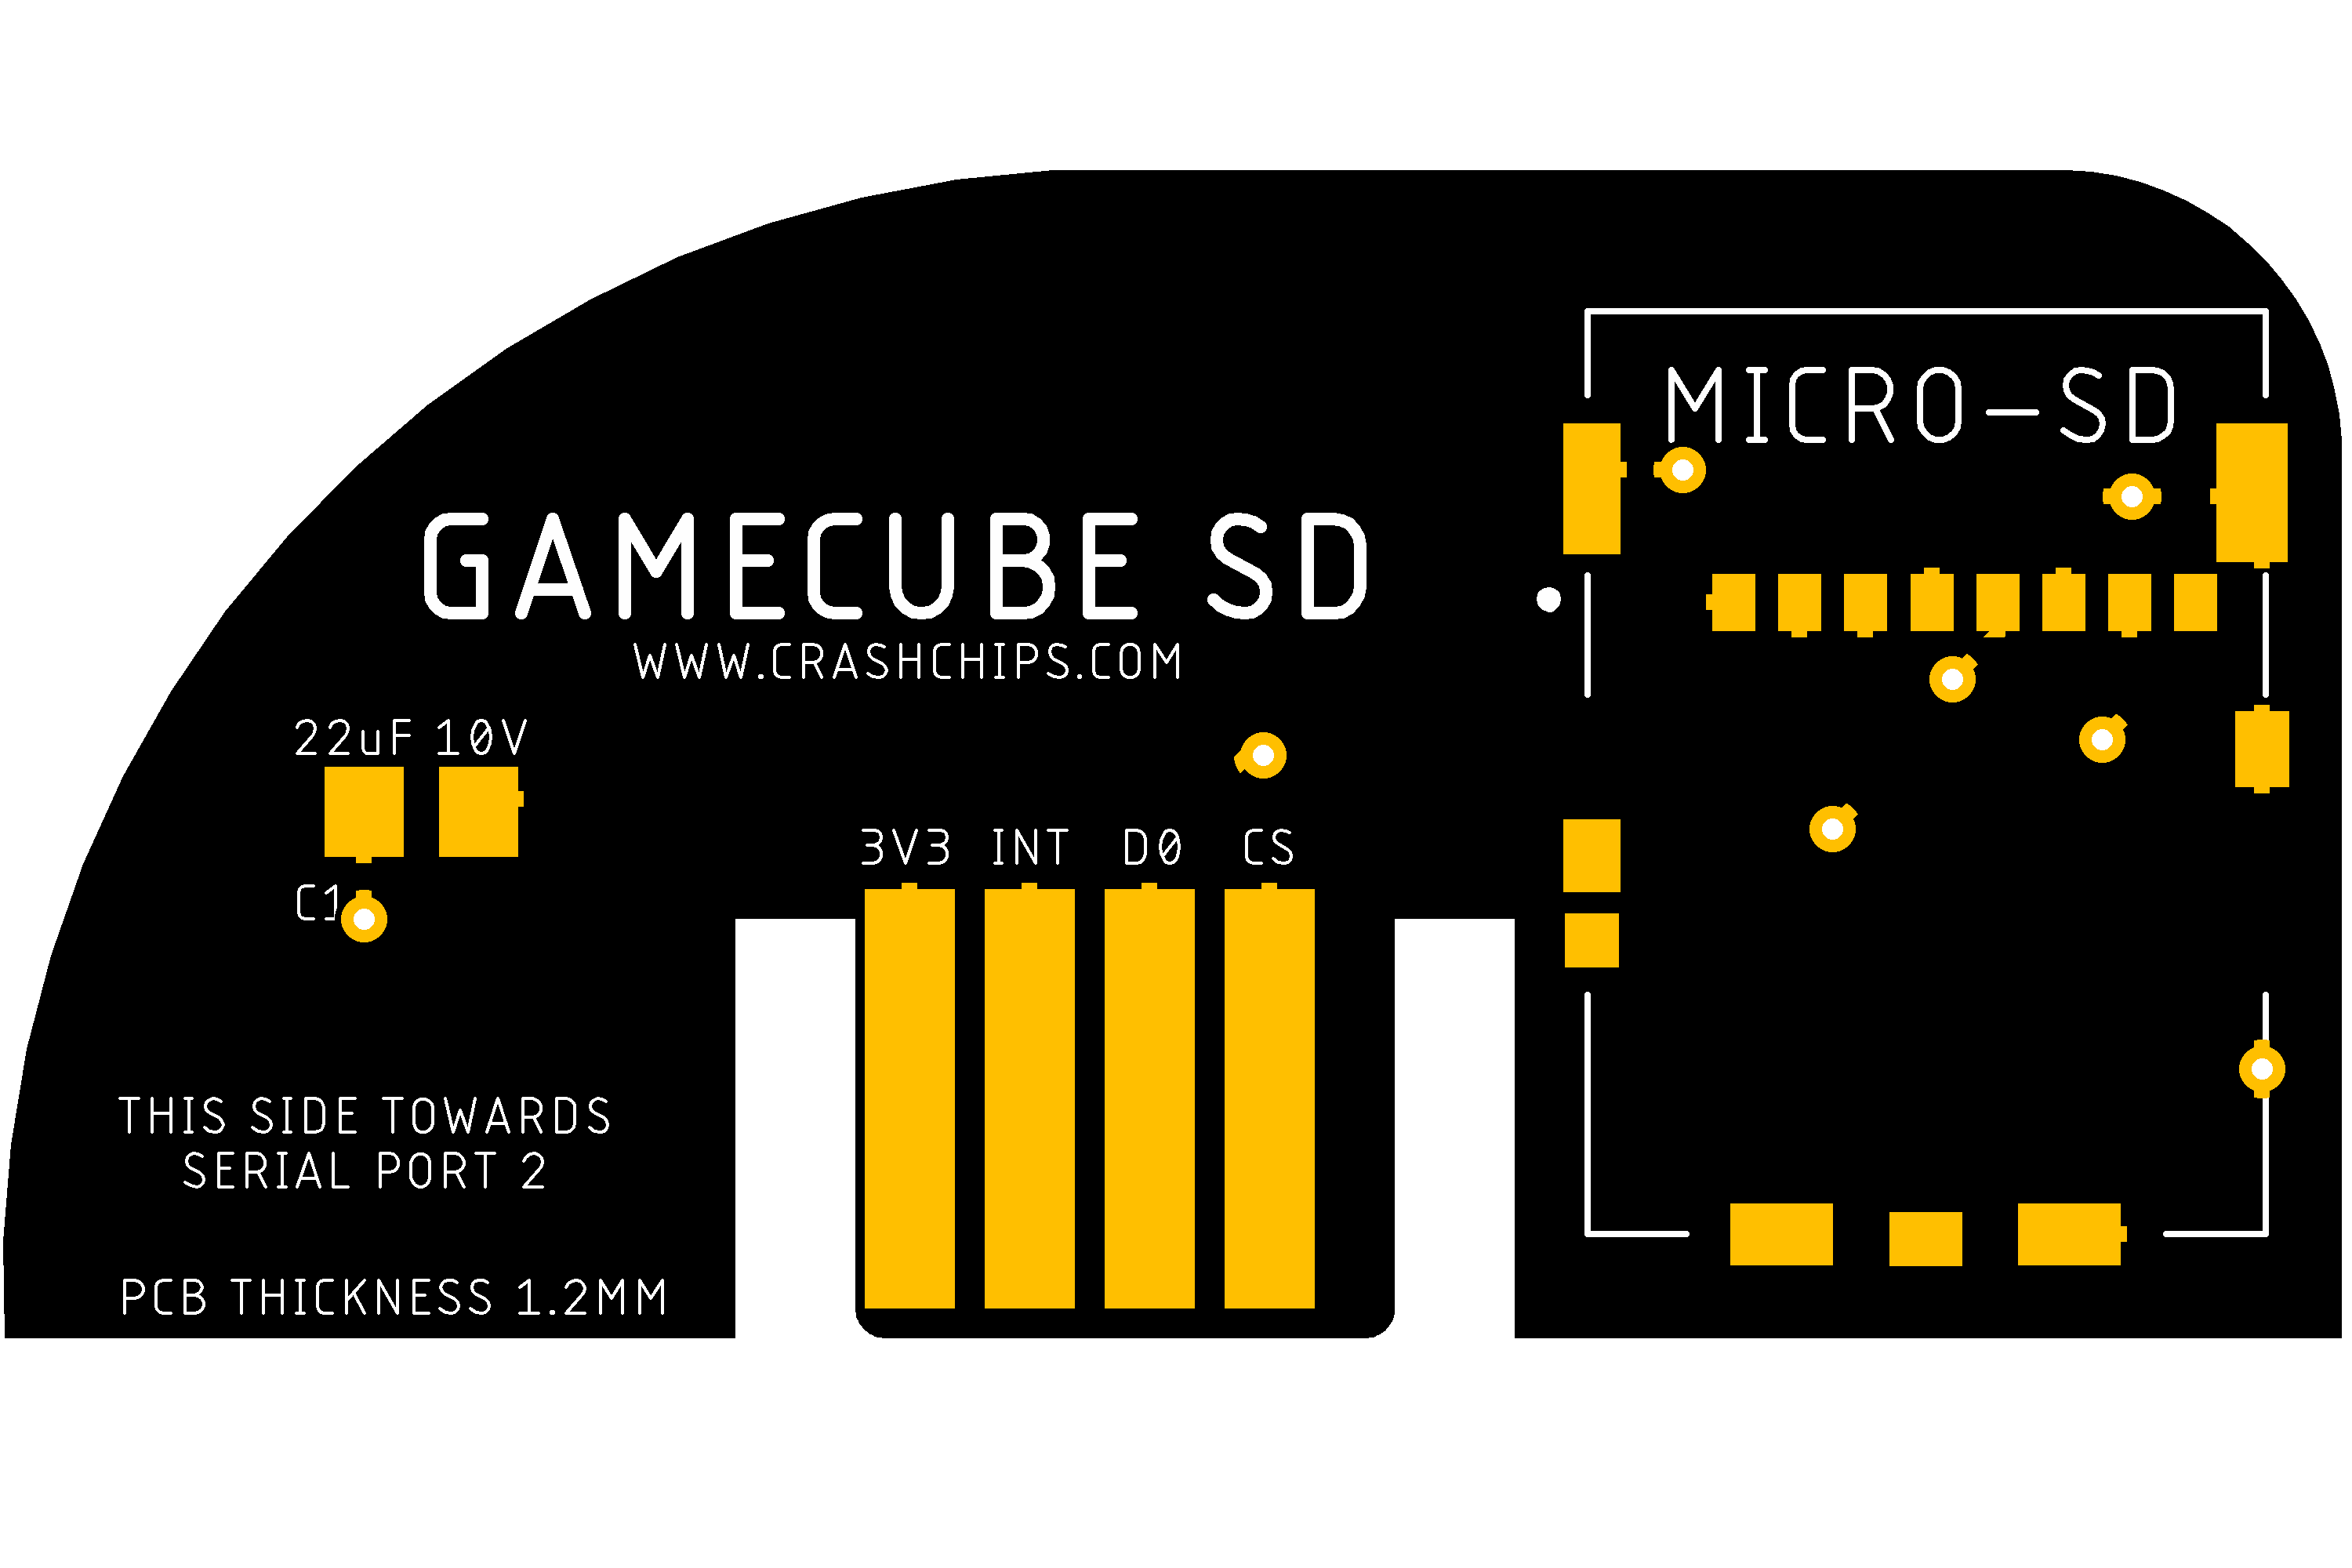 MICRO-SD
GAMECUBE SD
WWW.CRASHCHIPS.COM
22uF 10V
C1
3V3 INT D0 CS
THIS SIDE TOWARDS
SERIAL PORT 2
PCB THICKNESS 1.2MM